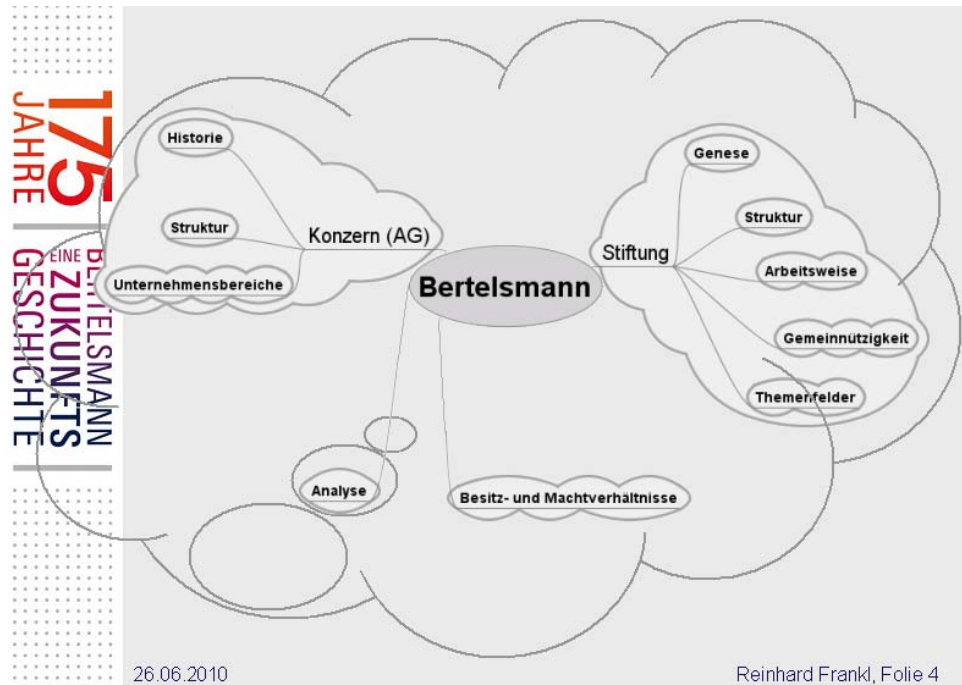 175
JAHRE
BERTELSMANN
EINE ZUKUNFTS
GESCHICHTE
Historie
Struktur
Unternehmensbereiche
Konzern (AG)
Bertelsmann
Stiftung
Genese
Struktur
Arbeitsweise
Gemeinnützigkeit
Themenfelder
Analyse
Besitz- und Machtverhältnisse
26.06.2010
Reinhard Frankl, Folie 4